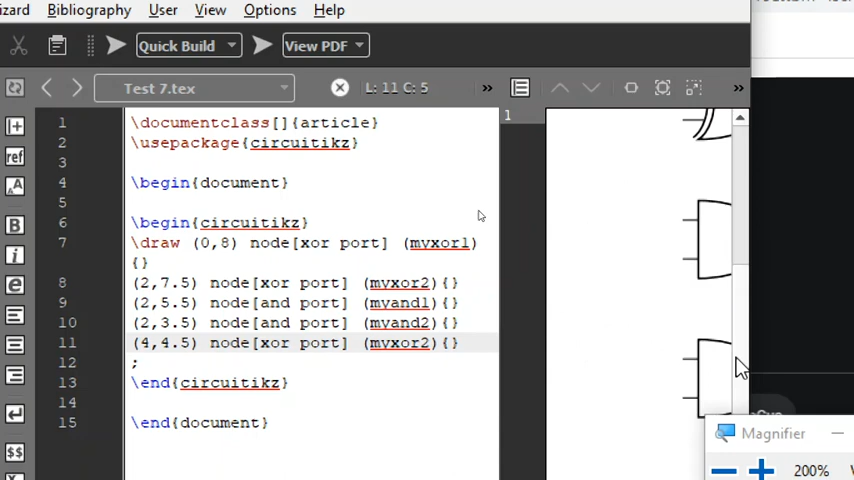 izard Bibliography User View Options Help
Quick Build View PDF
Test 7.tex L: 11 C: 5 » »
1 \documentclass[]{article}
2 \usepackage{circuitikz}
3
4 \begin{document}
5
6 \begin{circuitikz}
7 \draw (0,8) node[xor port] (myxor1)
{}
8 (2,7.5) node[xor port] (myxor2){}
9 (2,5.5) node[and port] (myand1){}
10 (2,3.5) node[and port] (myand2){}
11 (4,4.5) node[xor port] (myxor2){}
12 ;
13 \end{circuitikz}
14
15 \end{document}
1
ref
A
B
i
e
$$
Magnifier
200%